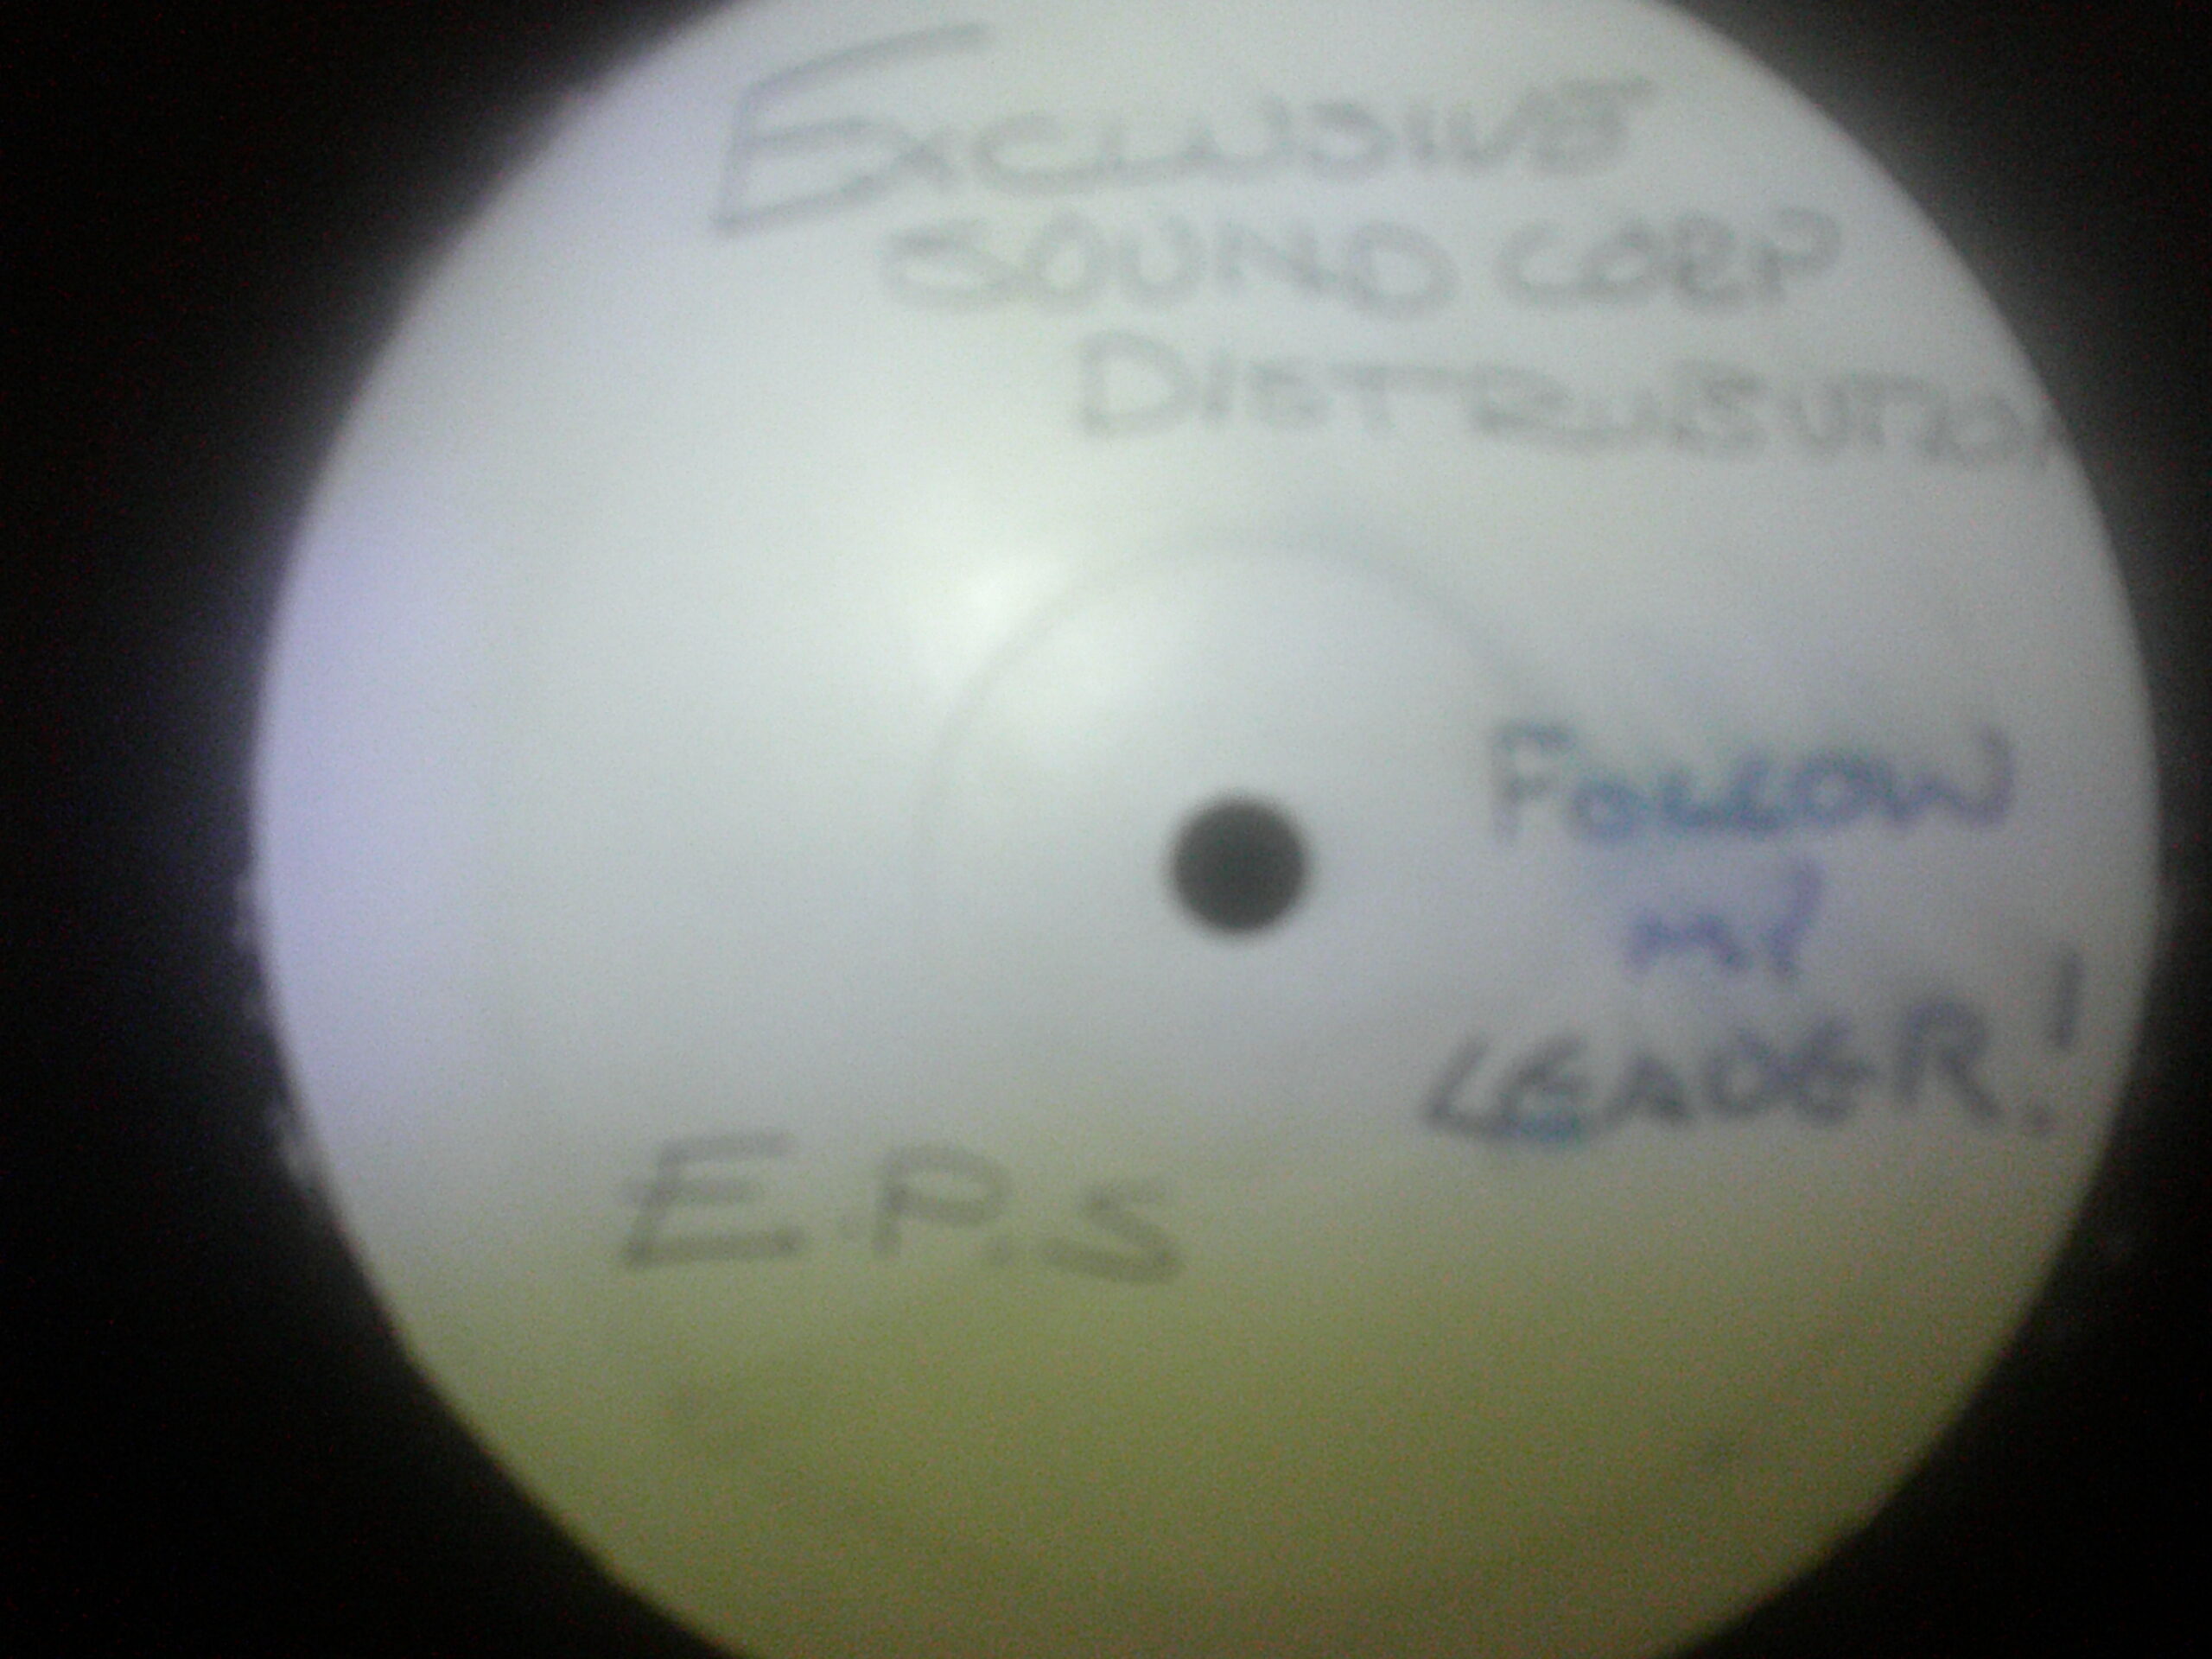 EXCLUSIVE
SOUND CORP
DISTRIBUTION
FOLLOW
MY
LEADER!
E.P.S